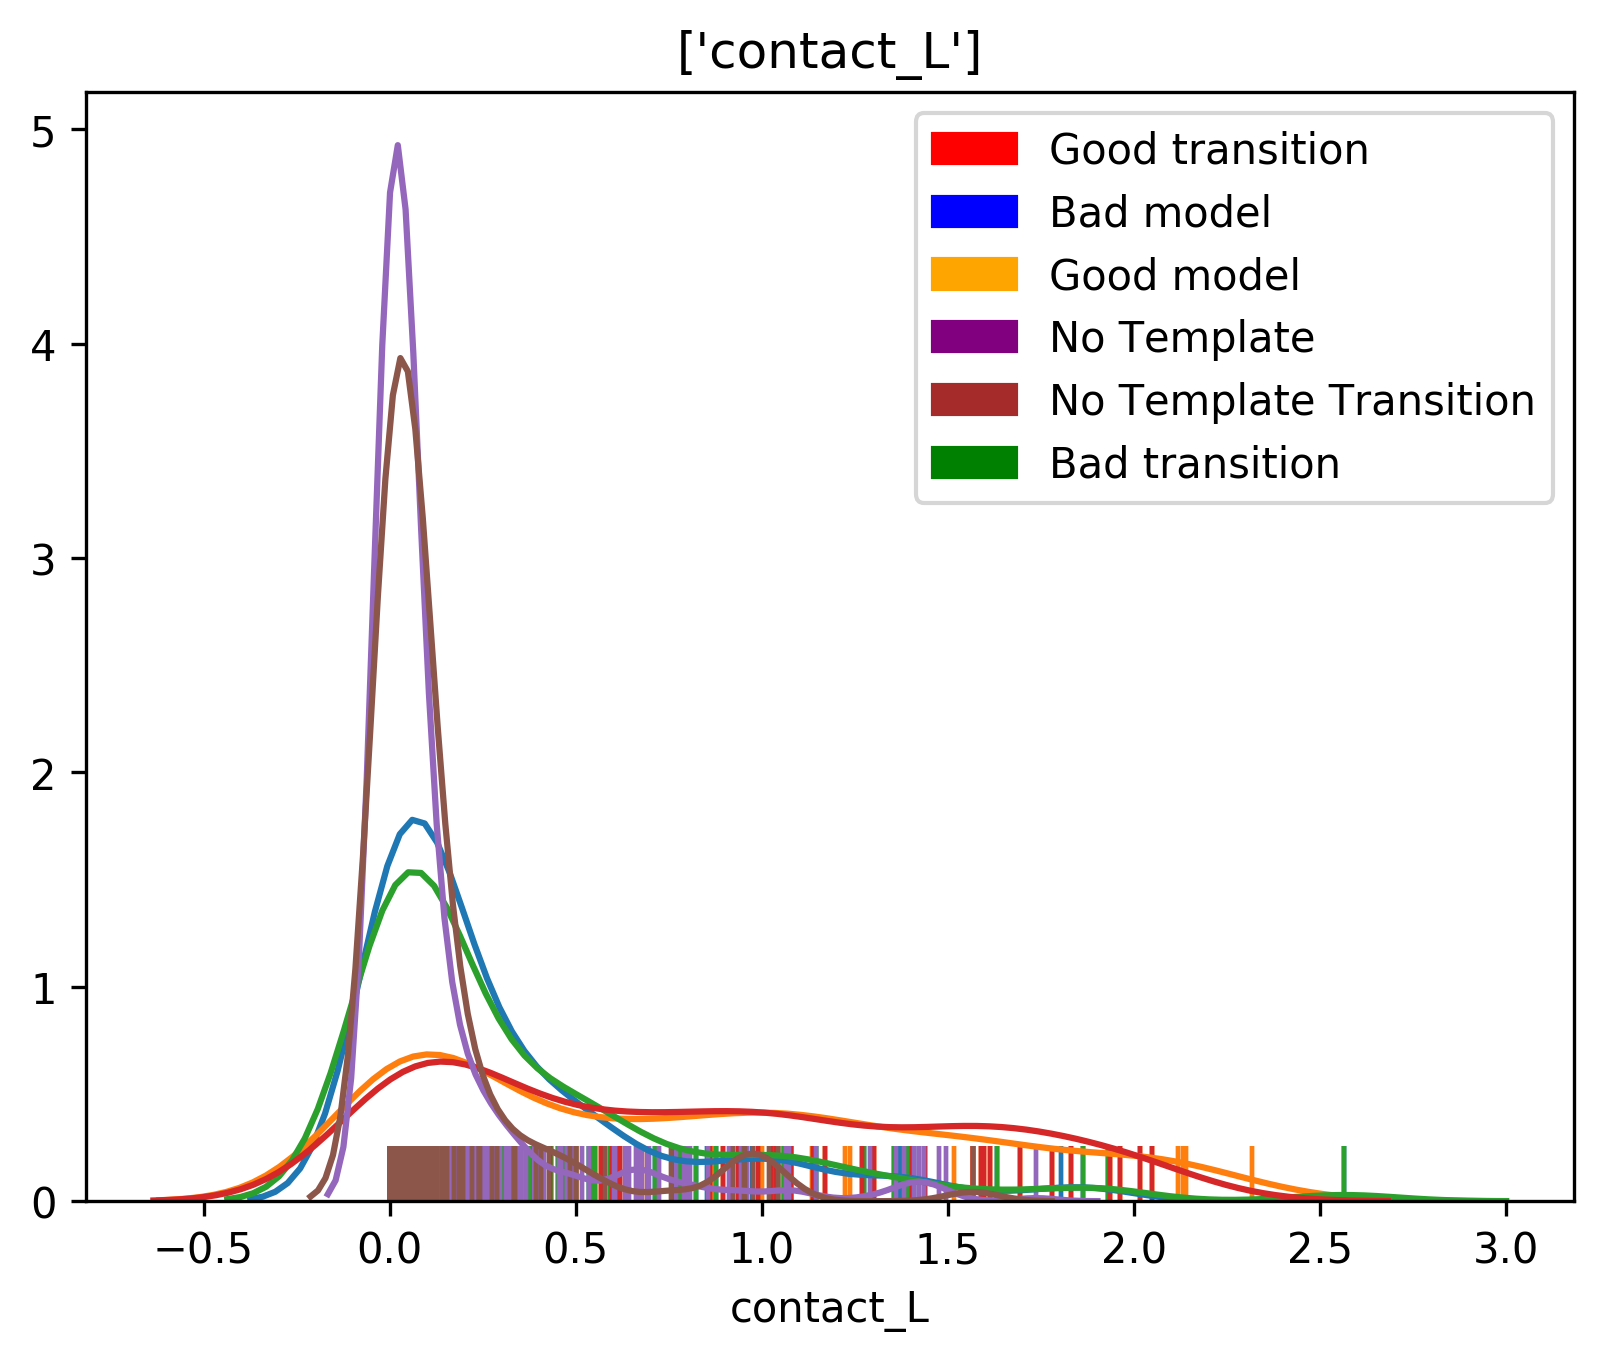 ['contact_L']
5
4
3
2
1
0
Good transition
Bad model
Good model
No Template
No Template Transition
Bad transition
−0.5 0.0 0.5 1.0 1.5 2.0 2.5 3.0
contact_L